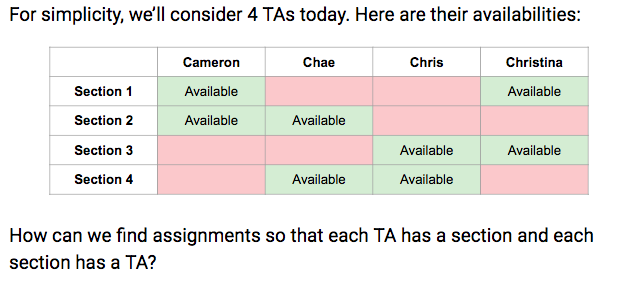 For simplicity, we'll consider 4 TAs today. Here are their availabilities:
Cameron Chae Chris Christina
Section 1 Available Available
Section 2 Available Available
Section 3 Available Available
Section 4 Available Available
How can we find assignments so that each TA has a section and each
section has a TA?